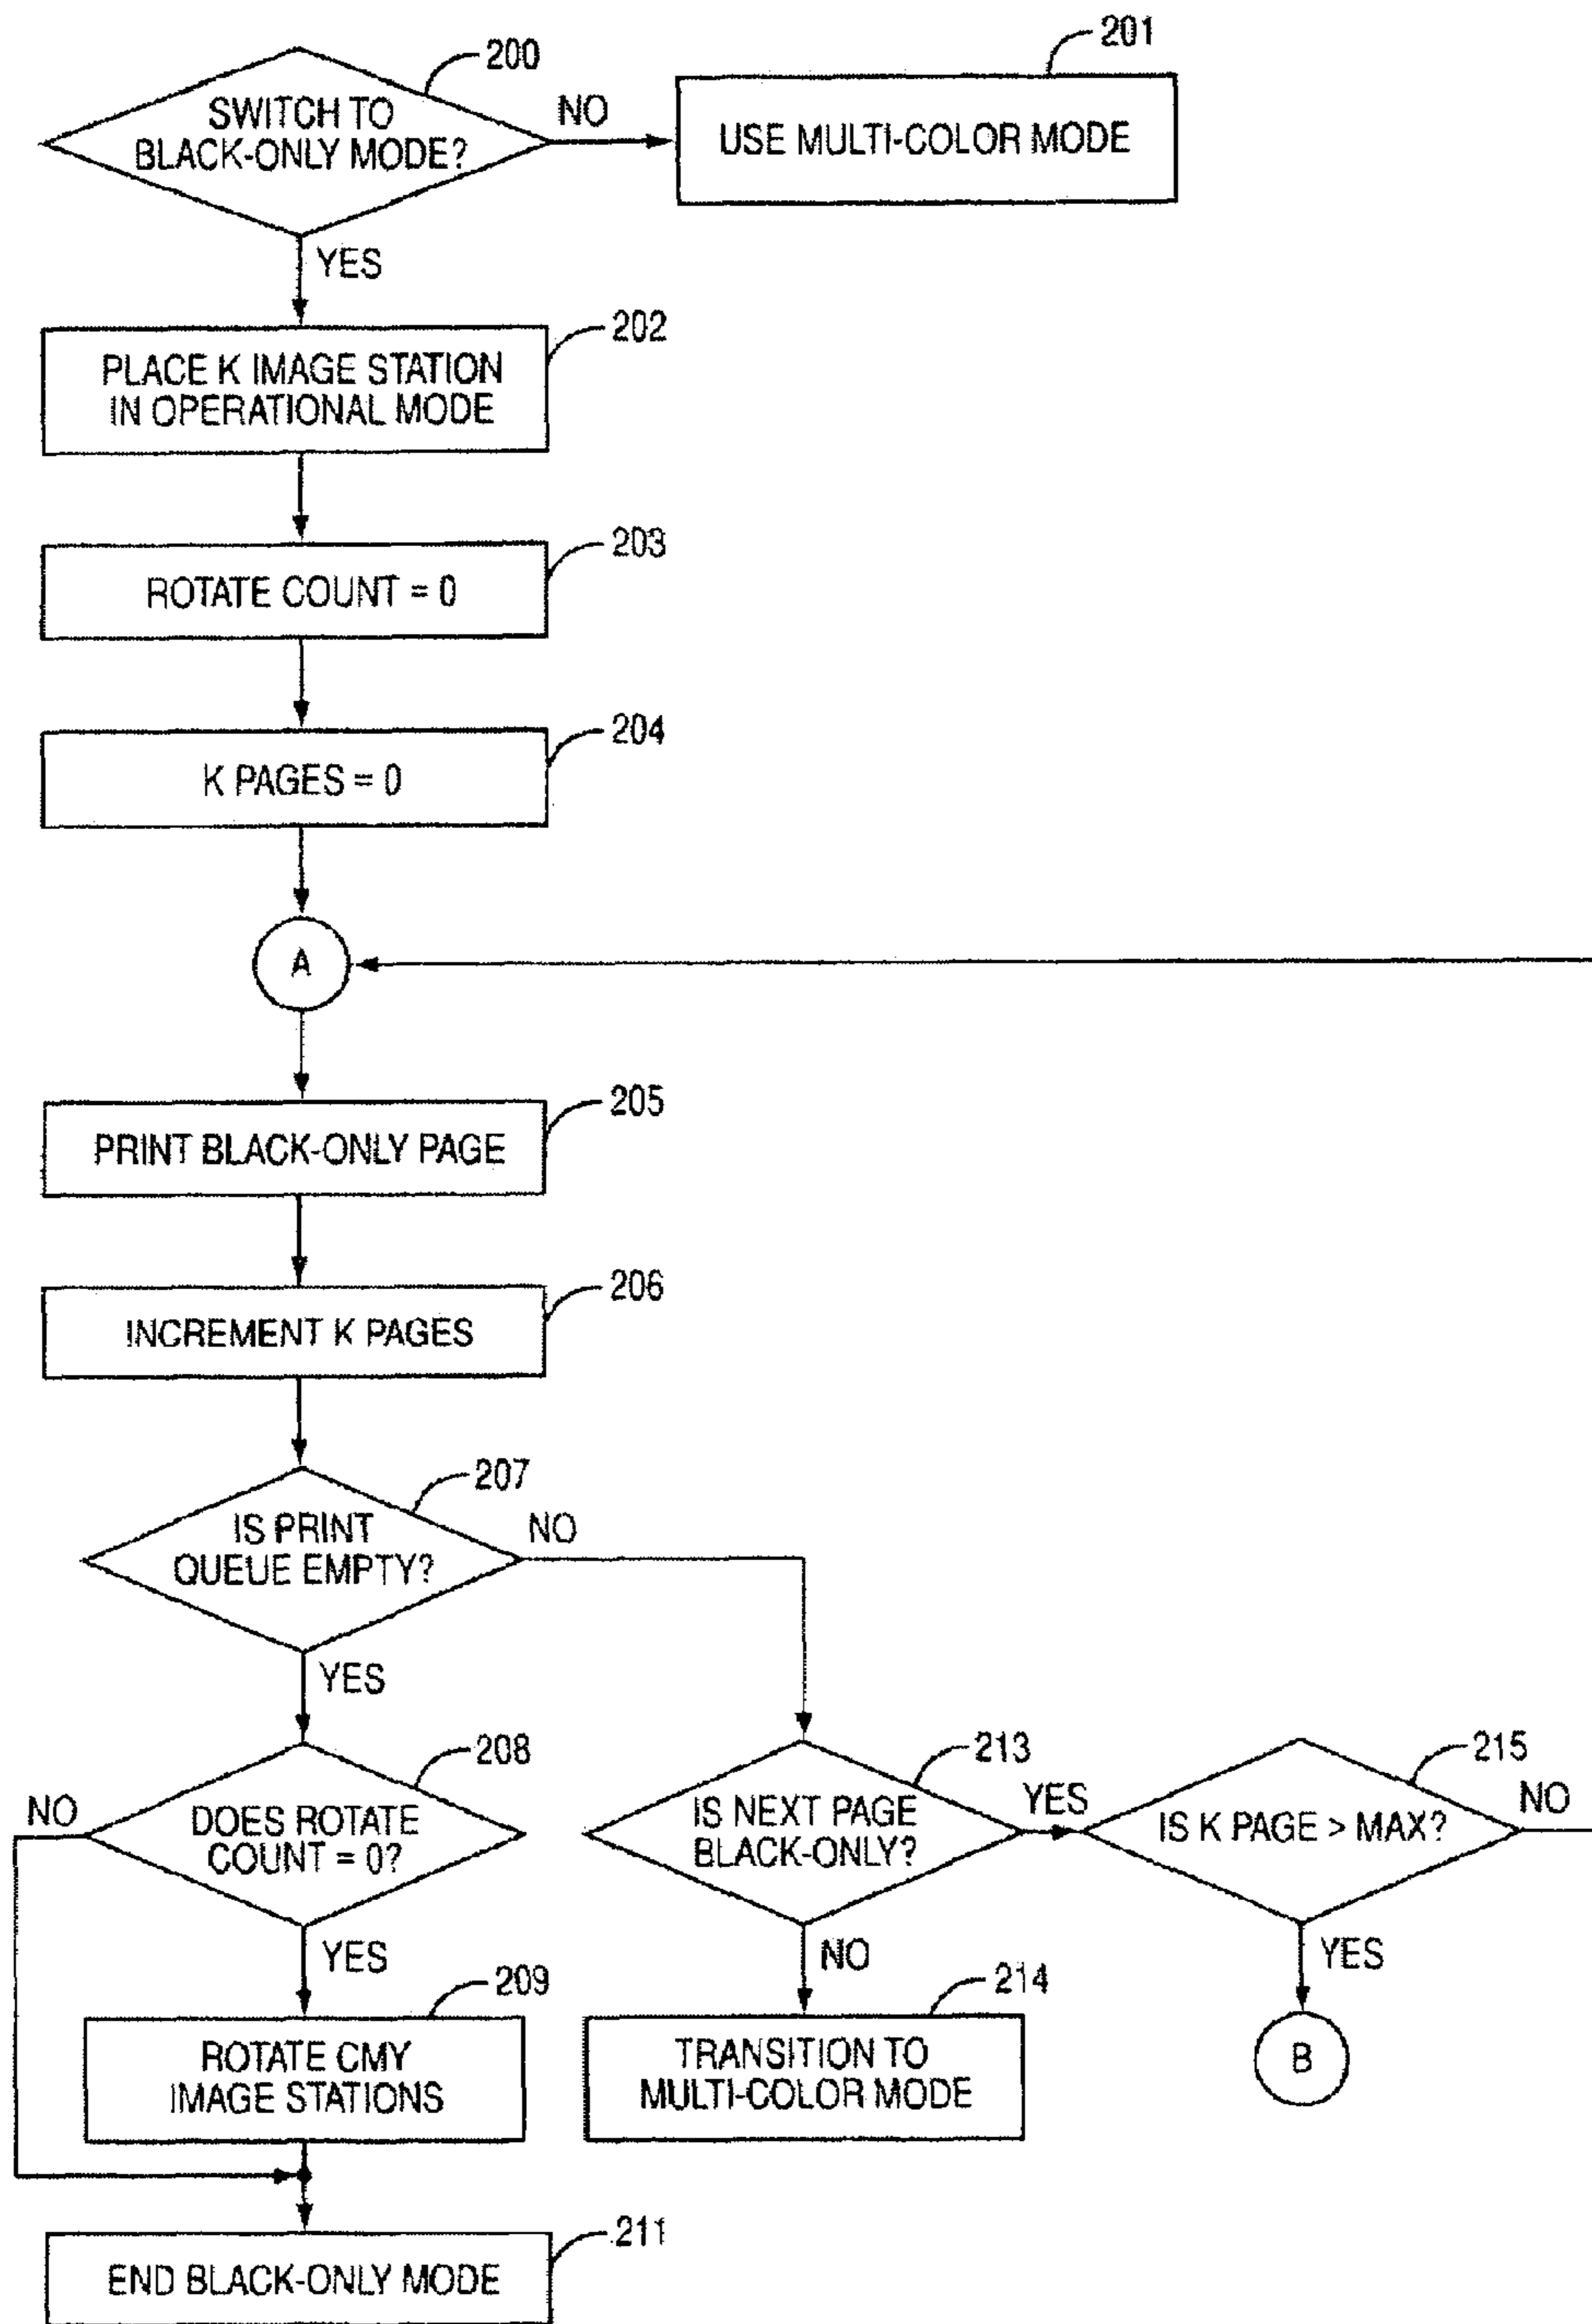 200
SWITCH TO
BLACK-ONLY MODE?
NO
201
USE MULTI-COLOR MODE
YES
202
PLACE K IMAGE STATION
IN OPERATIONAL MODE
203
ROTATE COUNT = 0
204
K PAGES = 0
A
205
PRINT BLACK-ONLY PAGE
206
INCREMENT K PAGES
207
IS PRINT
QUEUE EMPTY?
NO
YES
208
DOES ROTATE
COUNT = 0?
NO
YES
213
IS NEXT PAGE
BLACK-ONLY?
YES
NO
215
IS K PAGE > MAX?
NO
YES
209
ROTATE CMY
IMAGE STATIONS
214
TRANSITION TO
MULTI-COLOR MODE
B
211
END BLACK-ONLY MODE